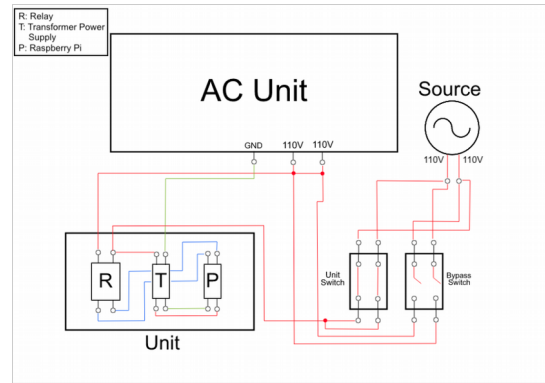 R: Relay
T: Transformer Power
Supply
P: Raspberry Pi
AC Unit
GND 110V 110V
Source
110V 110V
R T P
Unit
Unit
Switch
Bypass
Switch